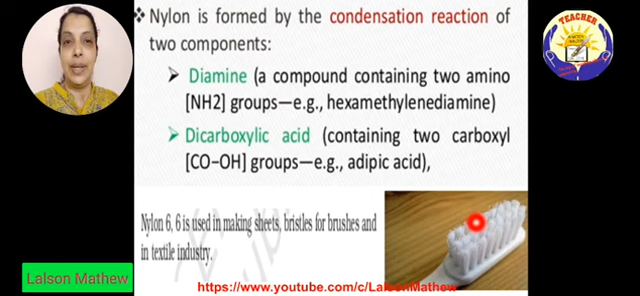 ❖ Nylon is formed by the condensation reaction of
two components:
➤ Diamine (a compound containing two amino
[NH2] groups—e.g., hexamethylenediamine)
➤ Dicarboxylic acid (containing two carboxyl
[CO–OH] groups—e.g., adipic acid),
Nylon 6, 6 is used in making sheets, bristles for brushes and
in textile industry.
TEACHER
Lalson Mathew
https://www.youtube.com/c/LalsonMathew